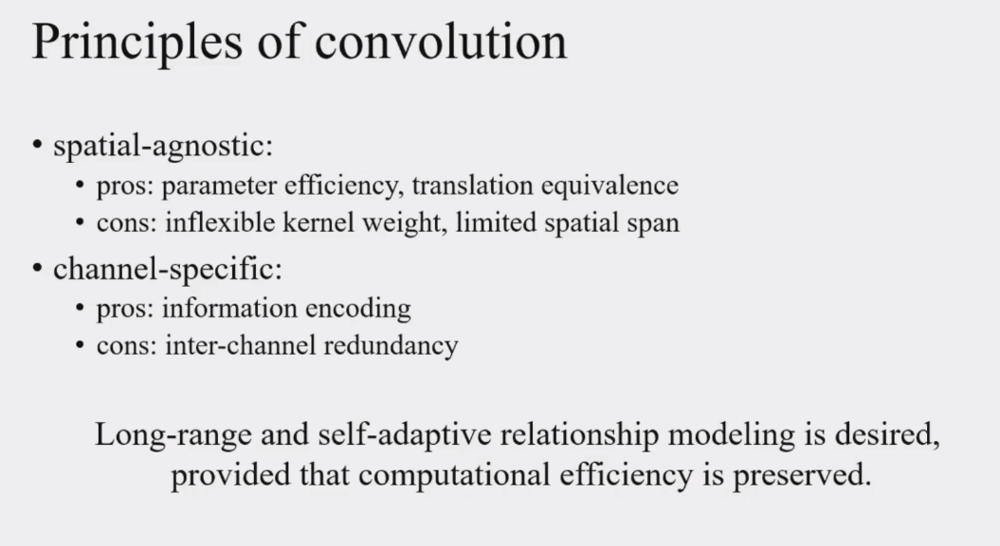 Principles of convolution
• spatial-agnostic:
• pros: parameter efficiency, translation equivalence
• cons: inflexible kernel weight, limited spatial span
• channel-specific:
• pros: information encoding
• cons: inter-channel redundancy
Long-range and self-adaptive relationship modeling is desired,
provided that computational efficiency is preserved.